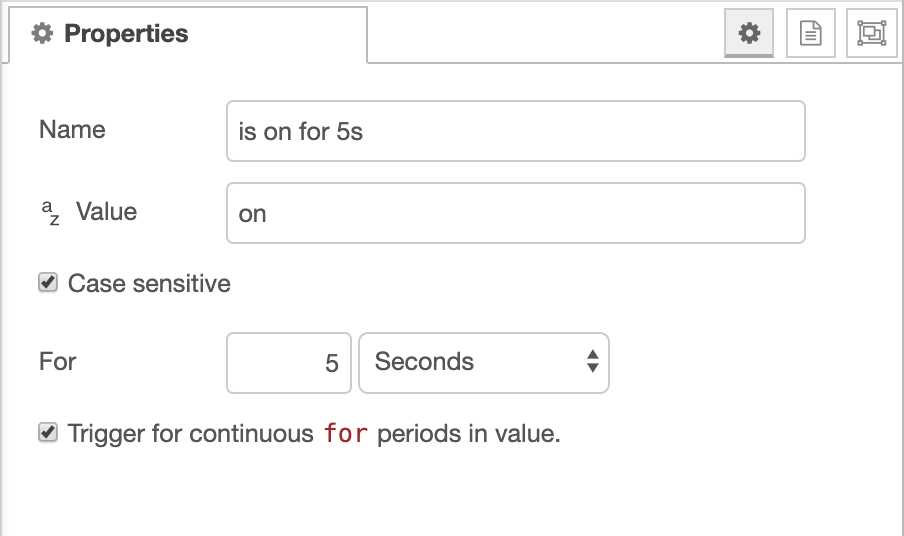 Properties
Name
is on for 5s
az Value
on
Case sensitive
For
5 Seconds
Trigger for continuous for periods in value.